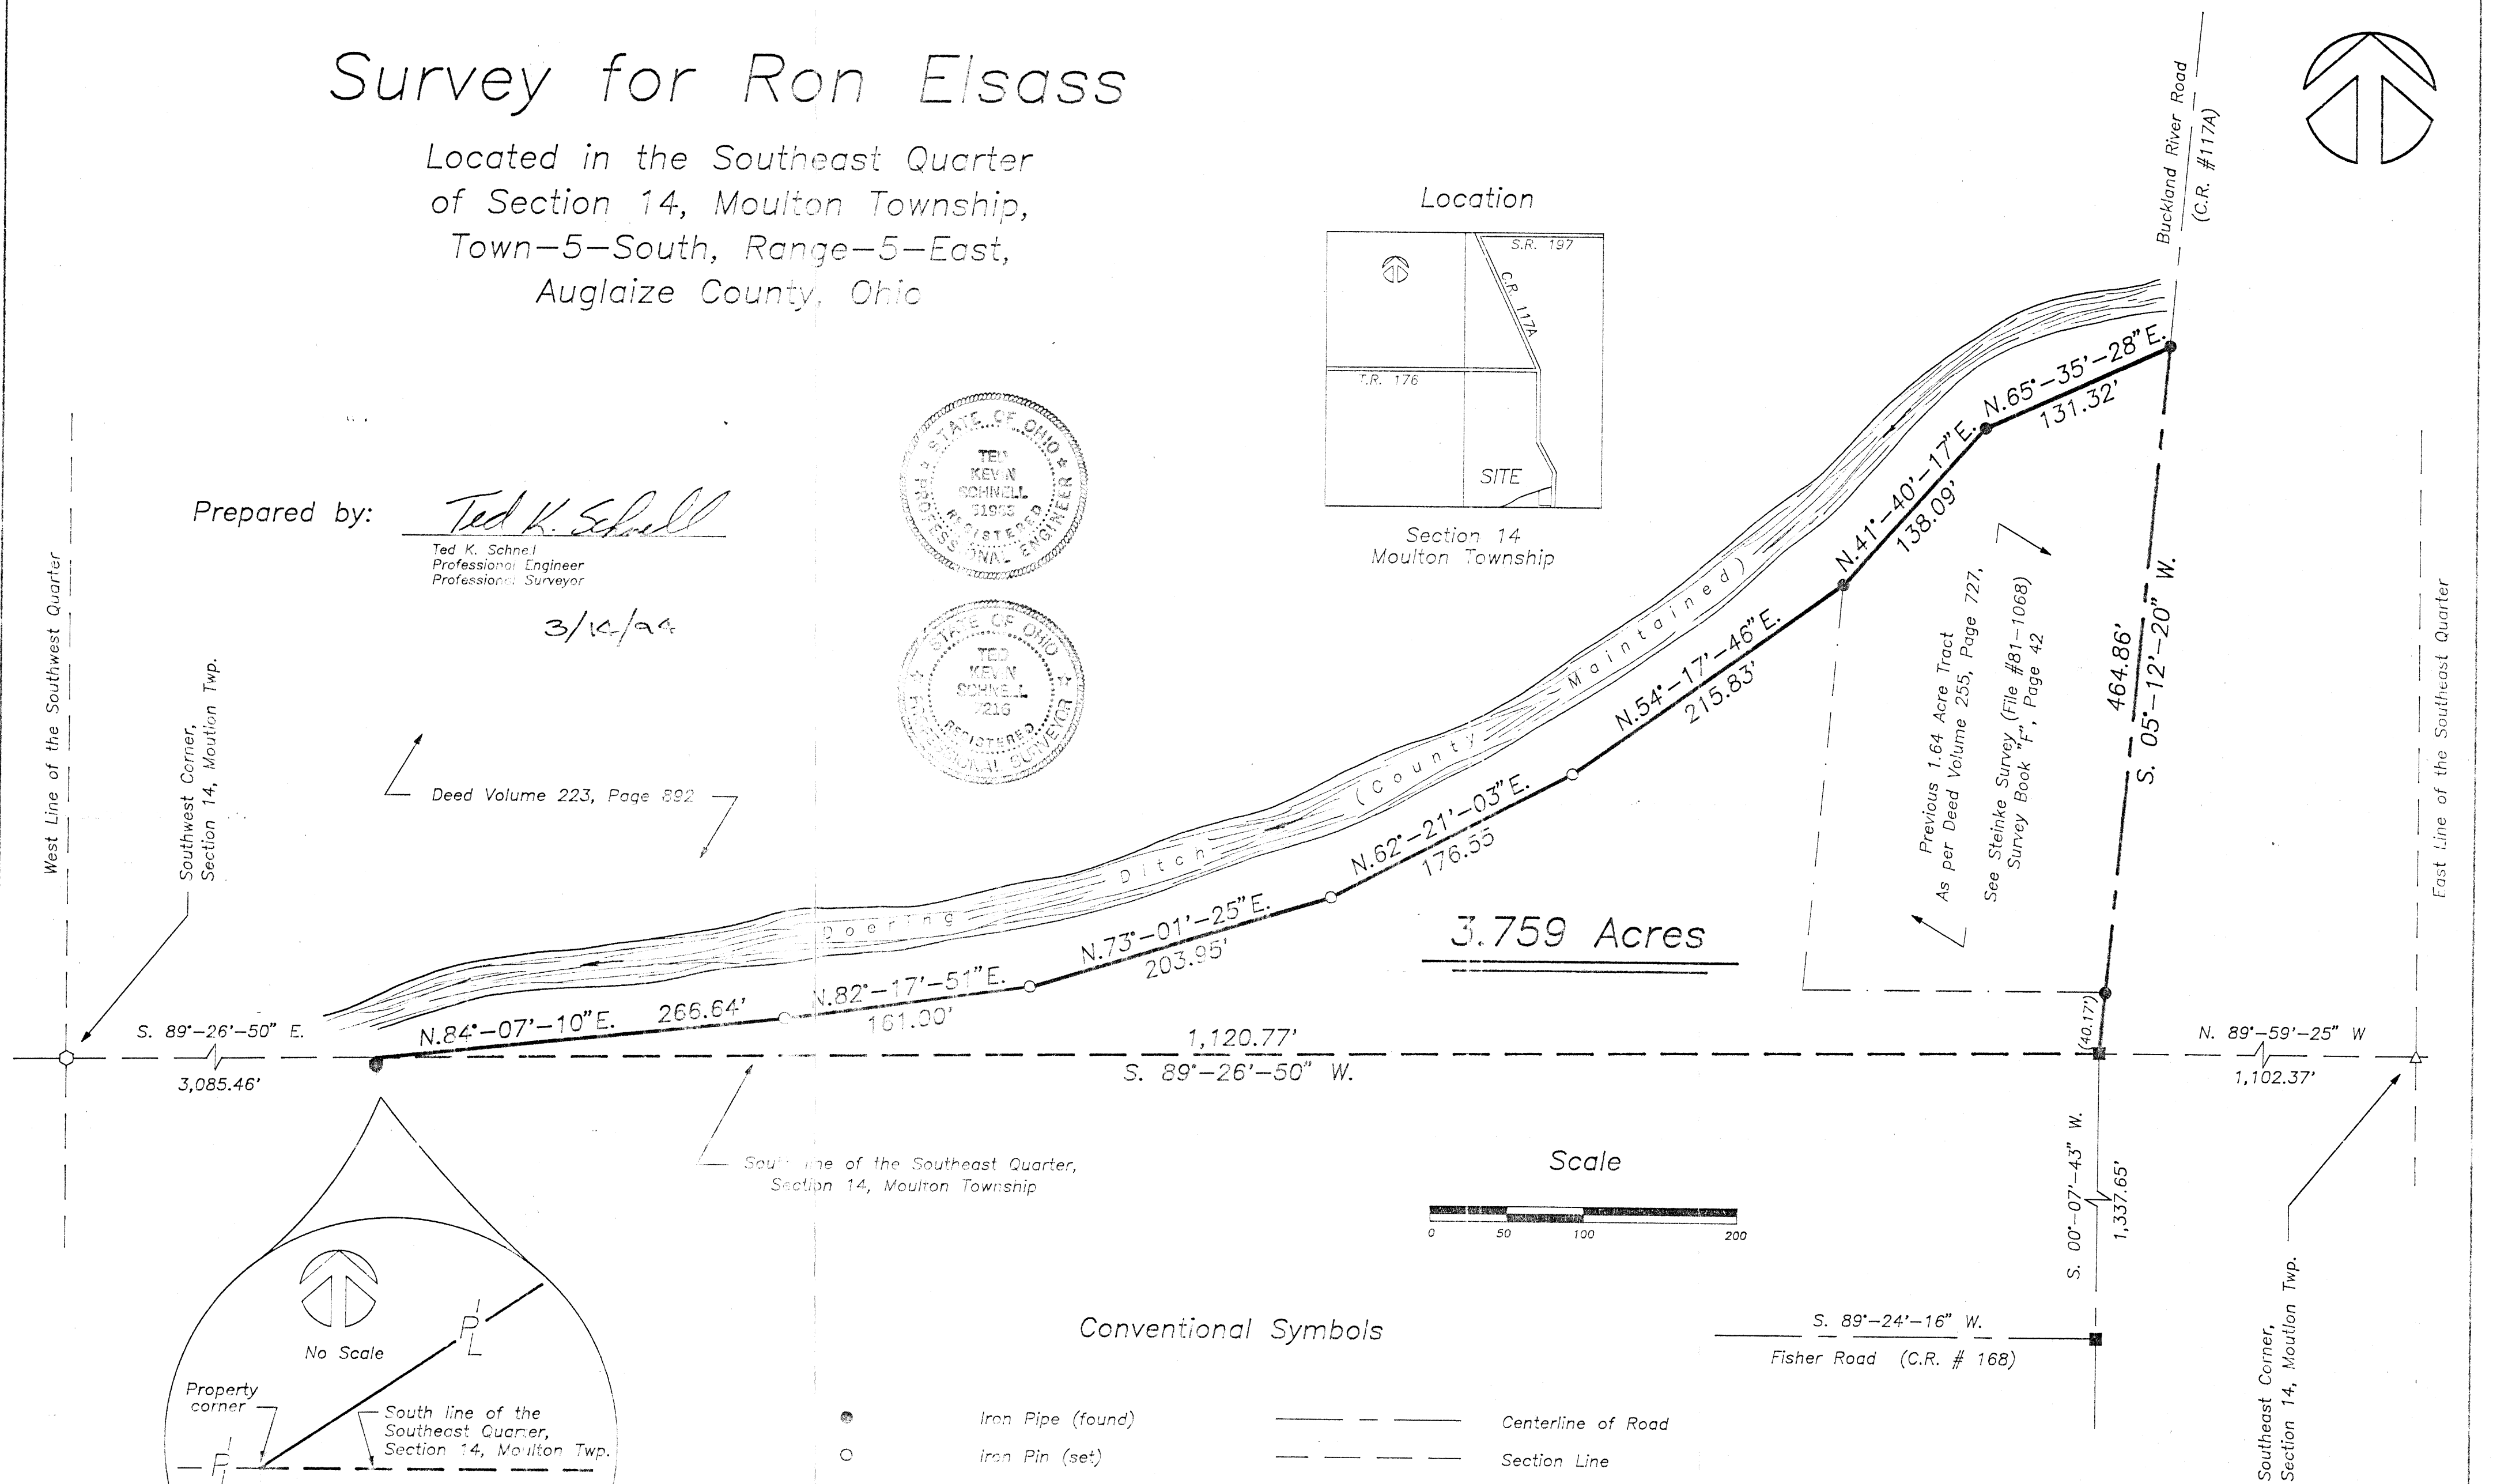 Survey for Ron Elsass
Located in the Southeast Quarter
of Section 14, Moulton Township,
Town-5-South, Range-5-East,
Auglaize County, Ohio
Location
S.R. 197
C.R. 117A
T.R. 176
SITE
Section 14
Moulton Township
Buckland River Road
(C.R. #117A)
Prepared by:
Ted K. Schnell
Ted K. Schnell
Professional Engineer
Professional Surveyor
3/14/94
STATE OF OHIO
TED
KEVIN
SCHNELL
REGISTERED
PROFESSIONAL ENGINEER
STATE OF OHIO
TED
KEVIN
SCHNELL
7216
REGISTERED
PROFESSIONAL SURVEYOR
West Line of the Southwest Quarter
Southwest Corner,
Section 14, Moulton Twp.
Deed Volume 223, Page 892
Doering Ditch (County Maintained)
N.65°-35'-28"E.
131.32'
N.41°-40'-17"E.
138.09'
N.54°-17'-46"E.
215.83'
N.62°-21'-03"E.
176.55
N.73°-01'-25"E.
203.95'
N.82°-17'-51"E.
161.00'
N.84°-07'-10"E. 266.64'
Previous 1.64 Acre Tract
As per Deed Volume 255, Page 727,
See Steinke Survey (File #81-1068)
Survey Book "F", Page 42
464.86'
S. 05°-12'-20" W.
East Line of the Southeast Quarter
3.759 Acres
(40.17')
S. 89°-26'-50" E.
3,085.46'
1,120.77'
S. 89°-26'-50" W.
N. 89°-59'-25" W
1,102.37'
South line of the Southeast Quarter,
Section 14, Moulton Township
Scale
0 50 100 200
S. 00°-07'-43" W.
1,337.65'
Southeast Corner,
Section 14, Moutlon Twp.
S. 89°-24'-16" W.
Fisher Road (C.R. # 168)
No Scale
P
L
Property
corner
South line of the
Southeast Quarter,
Section 14, Moulton Twp.
P
Conventional Symbols
Iron Pipe (found)
Centerline of Road
Iron Pin (set)
Section Line